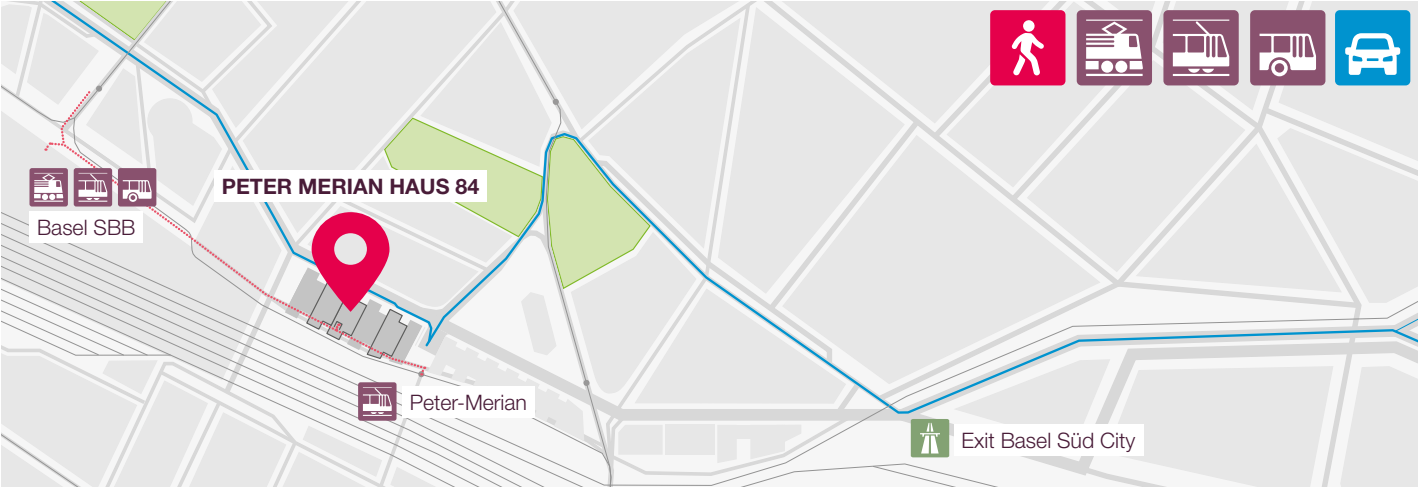 PETER MERIAN HAUS 84
Basel SBB
Peter-Merian
Exit Basel Süd City